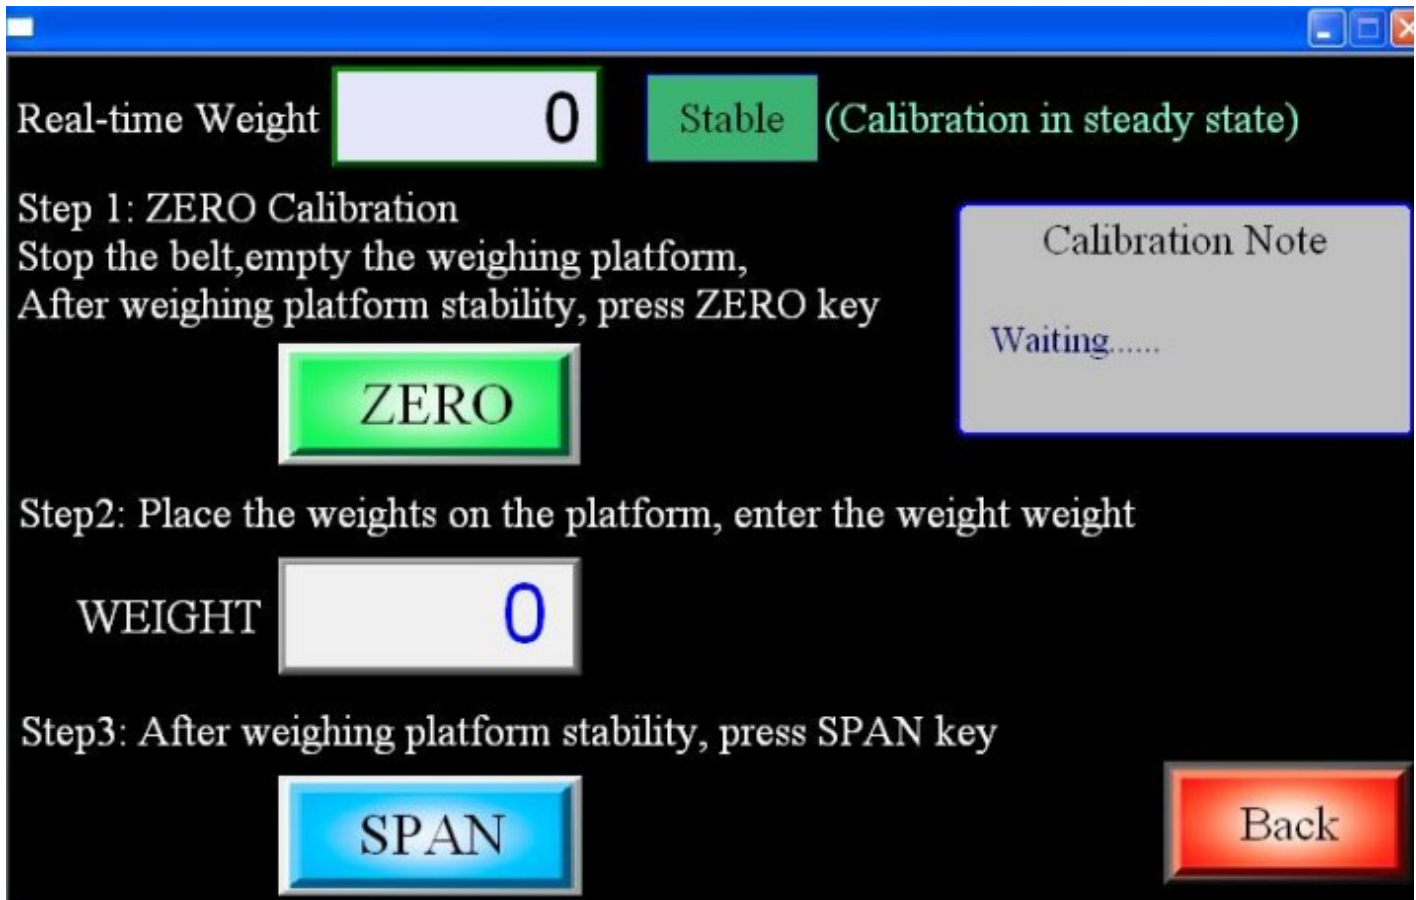 Real-time Weight 0 Stable (Calibration in steady state)
Step 1: ZERO Calibration
Stop the belt,empty the weighing platform,
After weighing platform stability, press ZERO key
Calibration Note
Waiting......
ZERO
Step2: Place the weights on the platform, enter the weight weight
WEIGHT 0
Step3: After weighing platform stability, press SPAN key
SPAN
Back